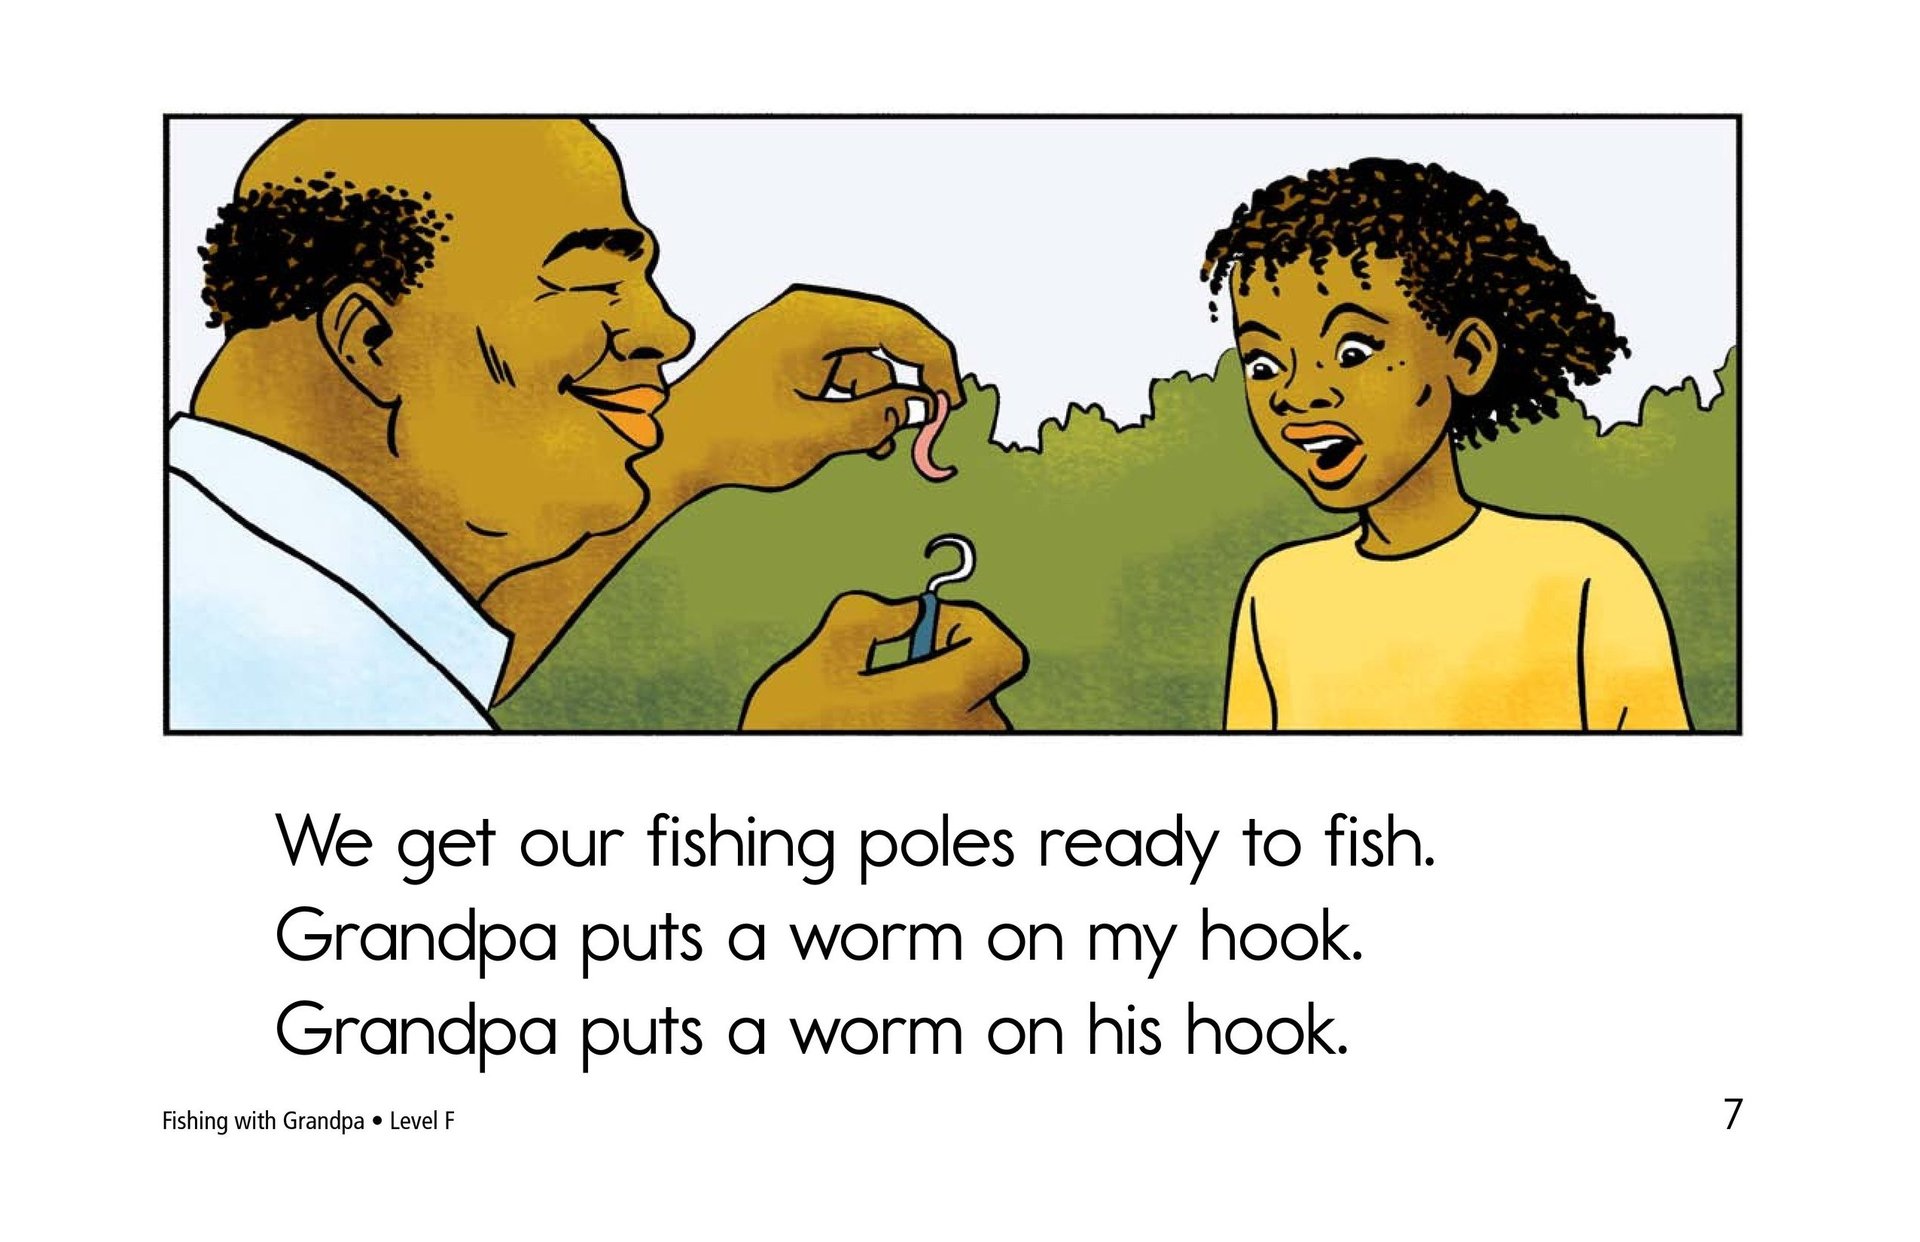 We get our fishing poles ready to fish.
Grandpa puts a worm on my hook.
Grandpa puts a worm on his hook.
Fishing with Grandpa • Level F
7